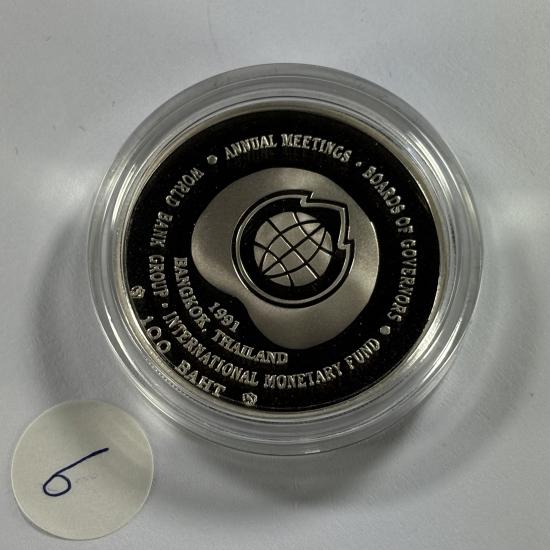 ANNUAL MEETINGS • BOARDS OF GOVERNORS •
WORLD BANK GROUP • INTERNATIONAL MONETARY FUND •
1991
BANGKOK, THAILAND
100 BAHT
6